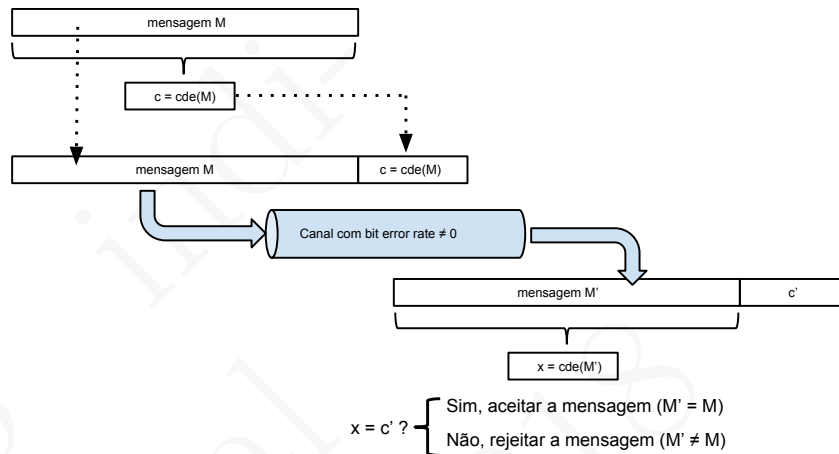 mensagem M
c = cde(M)
mensagem M c = cde(M)
Canal com bit error rate ≠ 0
mensagem M' c'
x = cde(M')
Sim, aceitar a mensagem (M' = M)
x = c' ?
Não, rejeitar a mensagem (M' ≠ M)